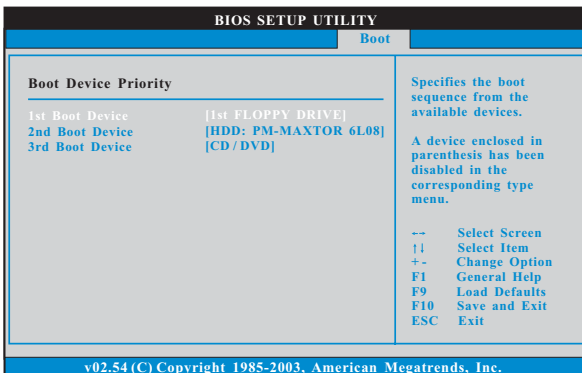 BIOS SETUP UTILITY
Boot
Boot Device Priority
1st Boot Device [1st FLOPPY DRIVE]
2nd Boot Device [HDD: PM-MAXTOR 6L08]
3rd Boot Device [CD/DVD]
Specifies the boot
sequence from the
available devices.
A device enclosed in
parenthesis has been
disabled in the
corresponding type
menu.
←→ Select Screen
↑↓ Select Item
+- Change Option
F1 General Help
F9 Load Defaults
F10 Save and Exit
ESC Exit
v02.54 (C) Copyright 1985-2003, American Megatrends, Inc.